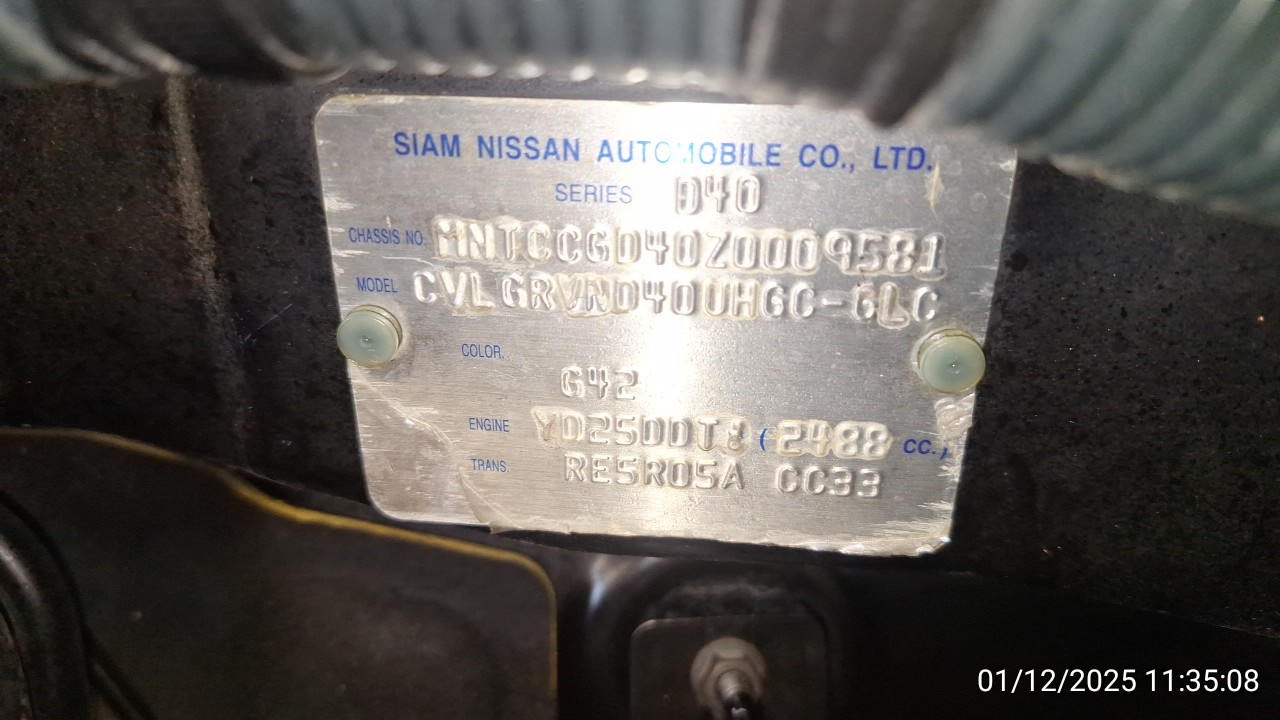 SIAM NISSAN AUTOMOBILE CO., LTD.
SERIES D40
CHASSIS NO. MNTCCGD40Z0009581
MODEL CVLGRVND40UHGC-GLC
COLOR.
G42
ENGINE YD25DDTI (2488 CC.)
TRANS. RE5R05A CC33
01/12/2025 11:35:08